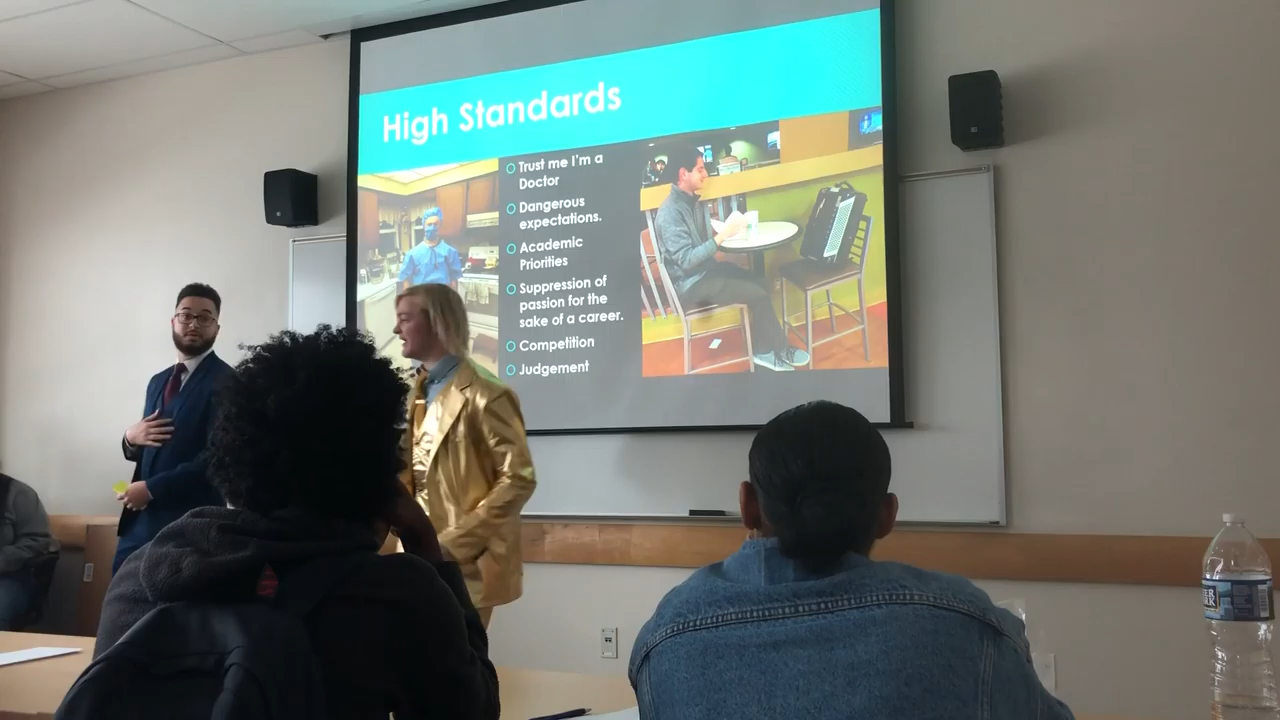 High Standards
Trust me I'm a
Doctor
Dangerous
expectations.
Academic
Priorities
Suppression of
passion for the
sake of a career.
Competition
Judgement